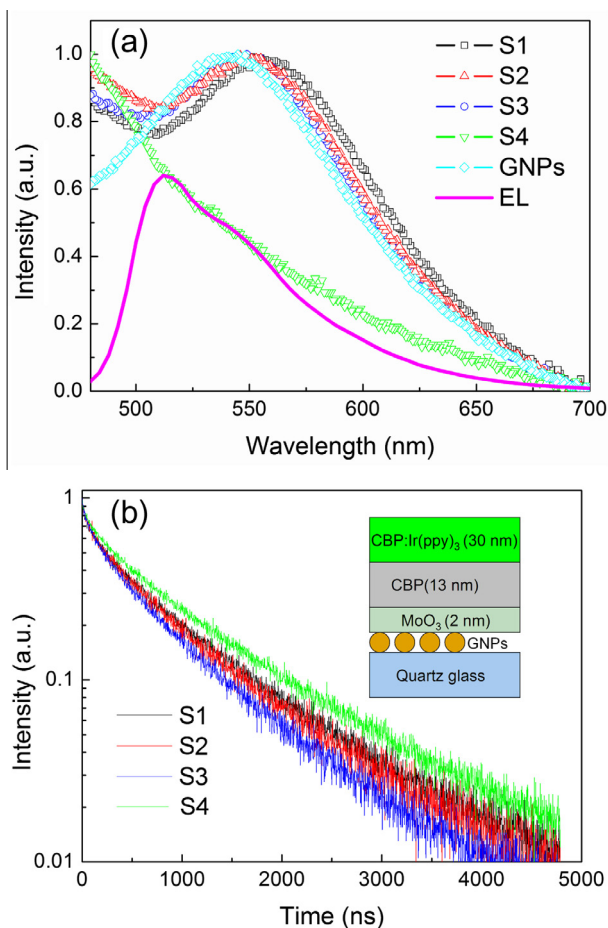 (a)
Intensity (a.u.)
1.0
0.8
0.6
0.4
0.2
0.0
S1
S2
S3
S4
GNPs
EL
500 550 600 650 700
Wavelength (nm)
(b)
Intensity (a.u.)
1
0.1
0.01
CBP:Ir(ppy)₃ (30 nm)
CBP(13 nm)
MoO₃ (2 nm)
GNPs
Quartz glass
S1
S2
S3
S4
0 1000 2000 3000 4000 5000
Time (ns)